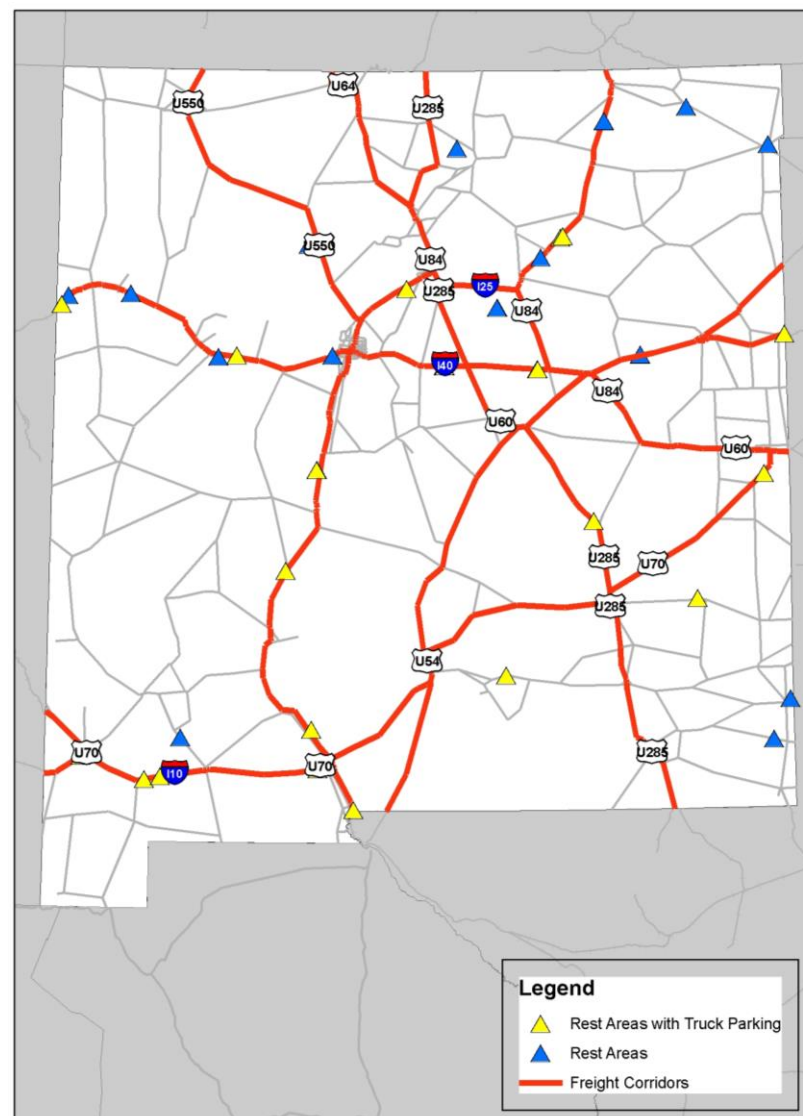 U64
U550
U285
U550
U84
I25
U285
U84
I40
U84
U60
U60
U285
U70
U285
U54
U285
U70
U70
I10
Legend
Rest Areas with Truck Parking
Rest Areas
Freight Corridors